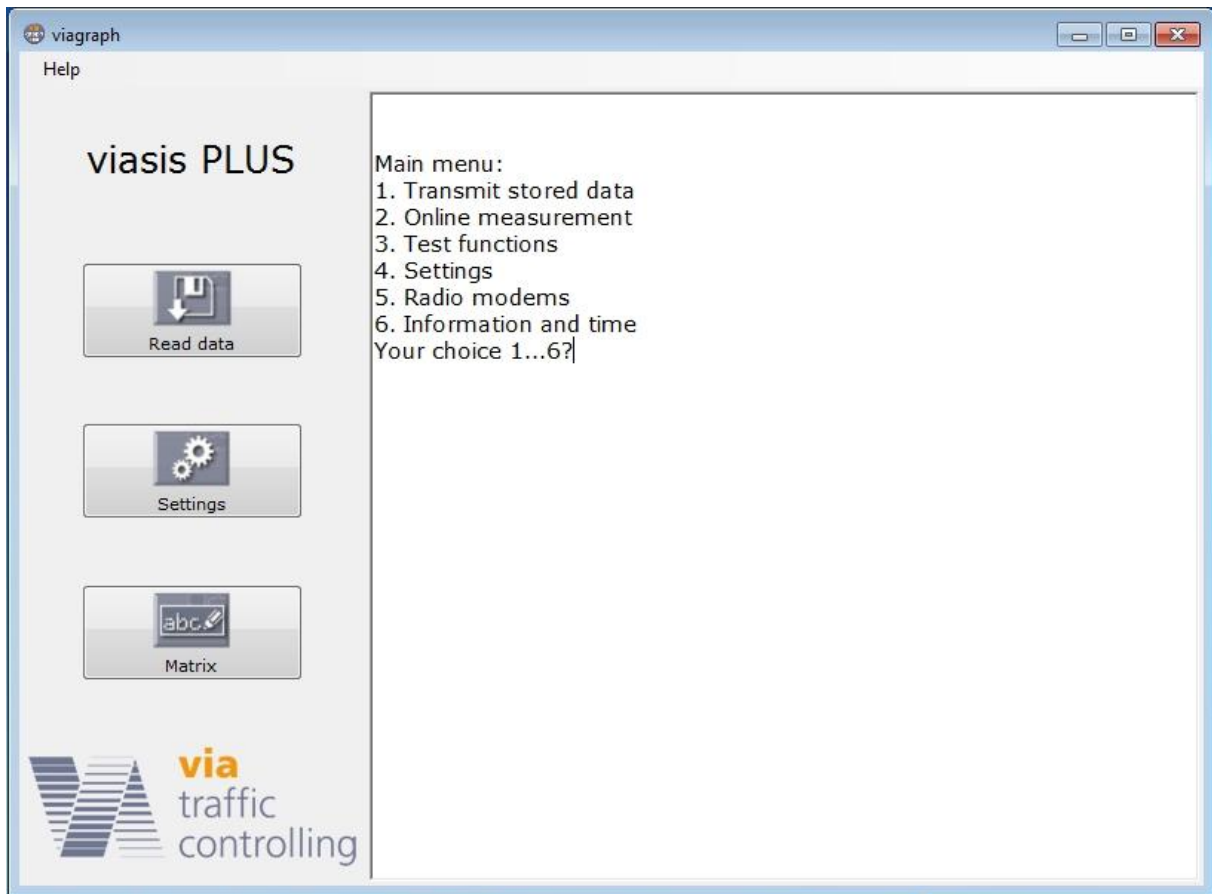 viagraph
Help
viasis PLUS
Read data
Settings
abc
Matrix
via
traffic
controlling
Main menu:
1. Transmit stored data
2. Online measurement
3. Test functions
4. Settings
5. Radio modems
6. Information and time
Your choice 1...6?